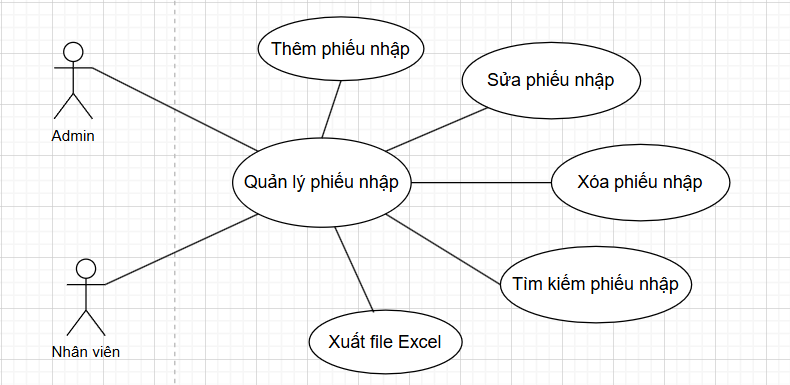 Thêm phiếu nhập
Sửa phiếu nhập
Admin
Quản lý phiếu nhập
Xóa phiếu nhập
Tìm kiếm phiếu nhập
Xuất file Excel
Nhân viên